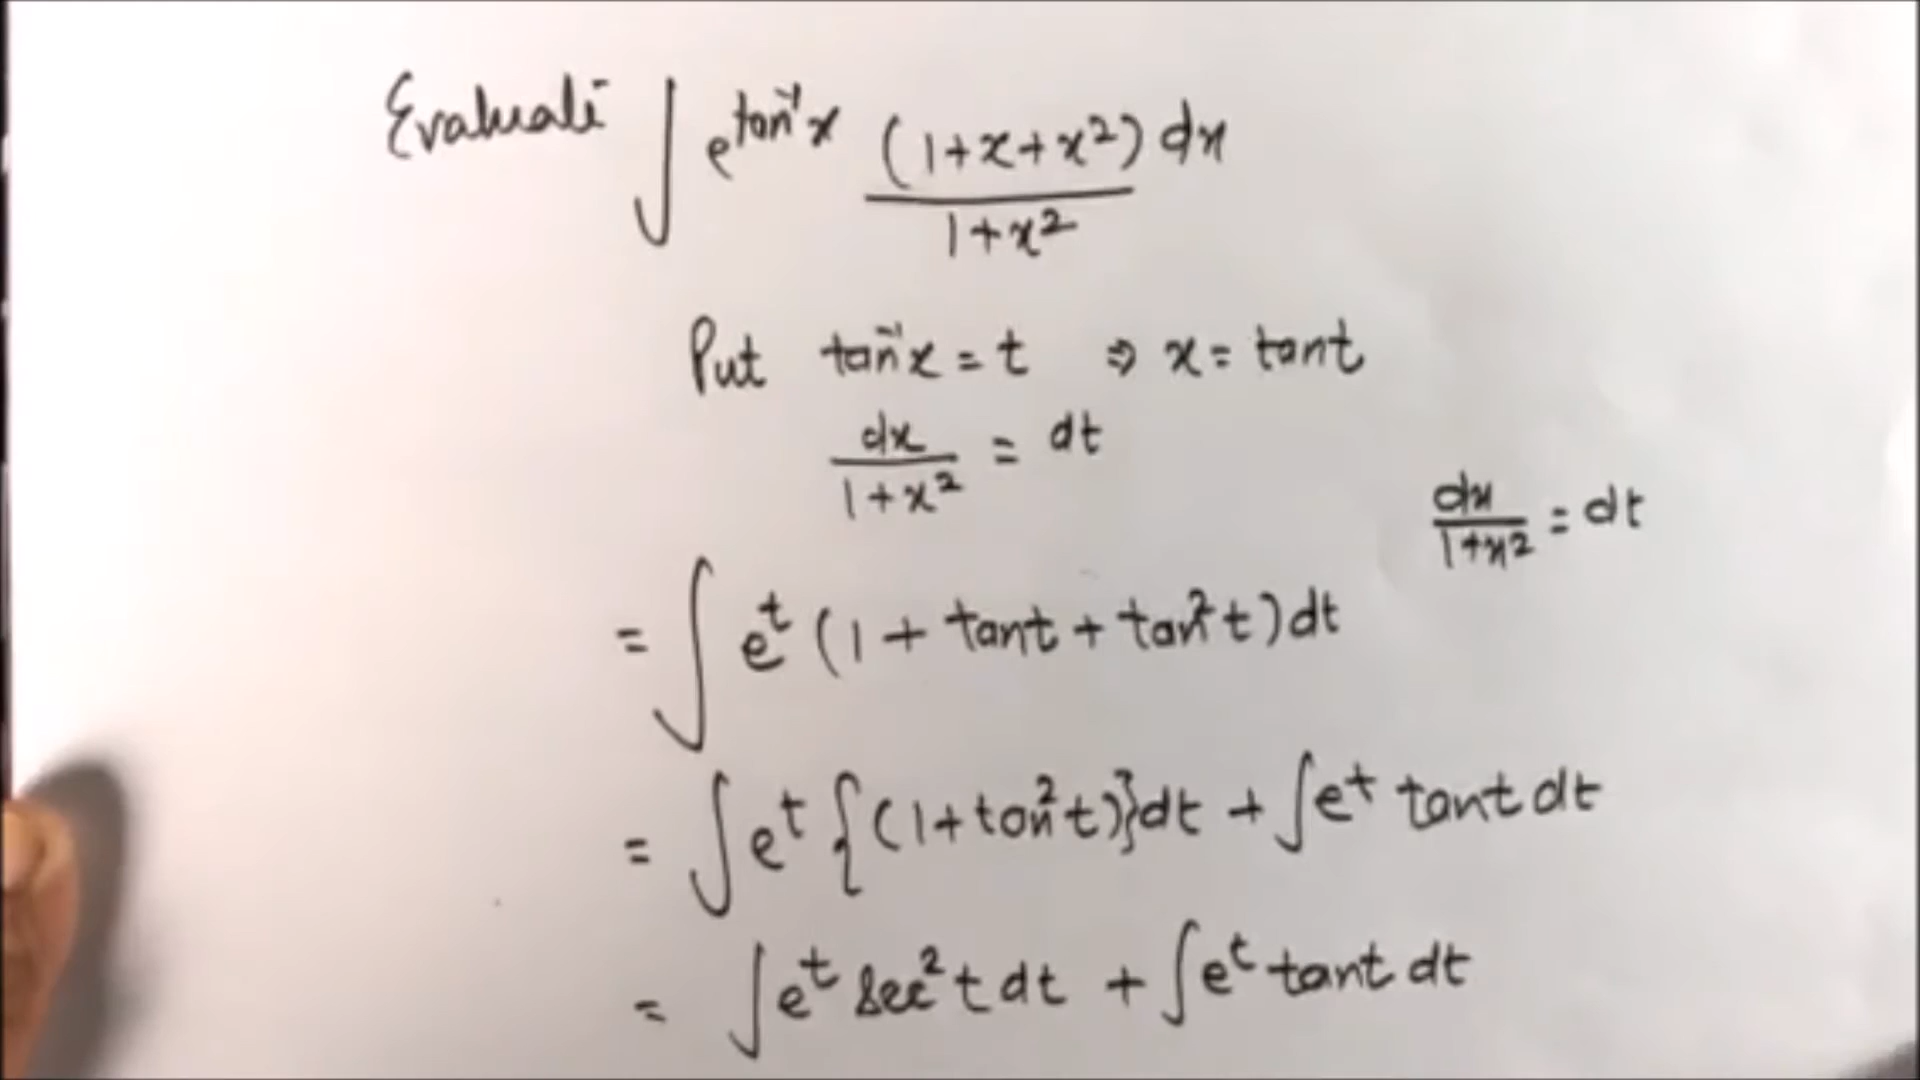 Evaluate ∫ e^tan⁻¹x (1+x+x²) dx / 1+x²
Put tan⁻¹x = t ⇒ x = tant
dx / 1+x² = dt
dx / 1+x² = dt
= ∫ e^t (1 + tant + tan²t) dt
= ∫ e^t {(1+tan²t)} dt + ∫ e^t tant dt
= ∫ e^t sec²t dt + ∫ e^t tant dt